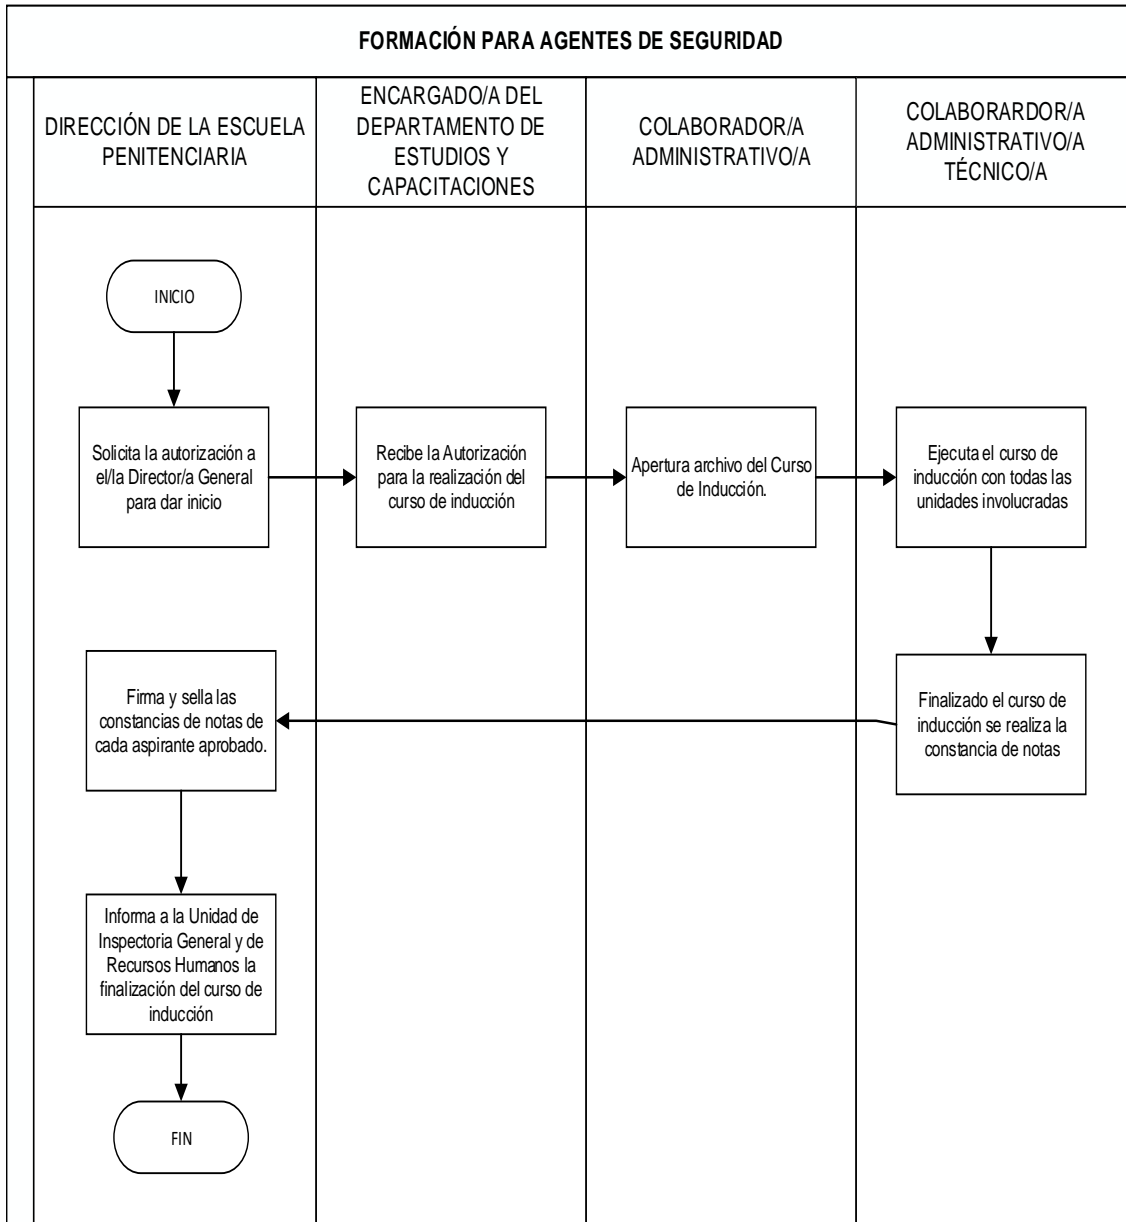 FORMACIÓN PARA AGENTES DE SEGURIDAD
DIRECCIÓN DE LA ESCUELA
PENITENCIARIA
ENCARGADO/A DEL
DEPARTAMENTO DE
ESTUDIOS Y
CAPACITACIONES
COLABORADOR/A
ADMINISTRATIVO/A
COLABORARDOR/A
ADMINISTRATIVO/A
TÉCNICO/A
INICIO
Solicita la autorización a
el/la Director/a General
para dar inicio
Recibe la Autorización
para la realización del
curso de inducción
Apertura archivo del Curso
de Inducción.
Ejecuta el curso de
inducción con todas las
unidades involucradas
Finalizado el curso de
inducción se realiza la
constancia de notas
Firma y sella las
constancias de notas de
cada aspirante aprobado.
Informa a la Unidad de
Inspectoria General y de
Recursos Humanos la
finalización del curso de
inducción
FIN